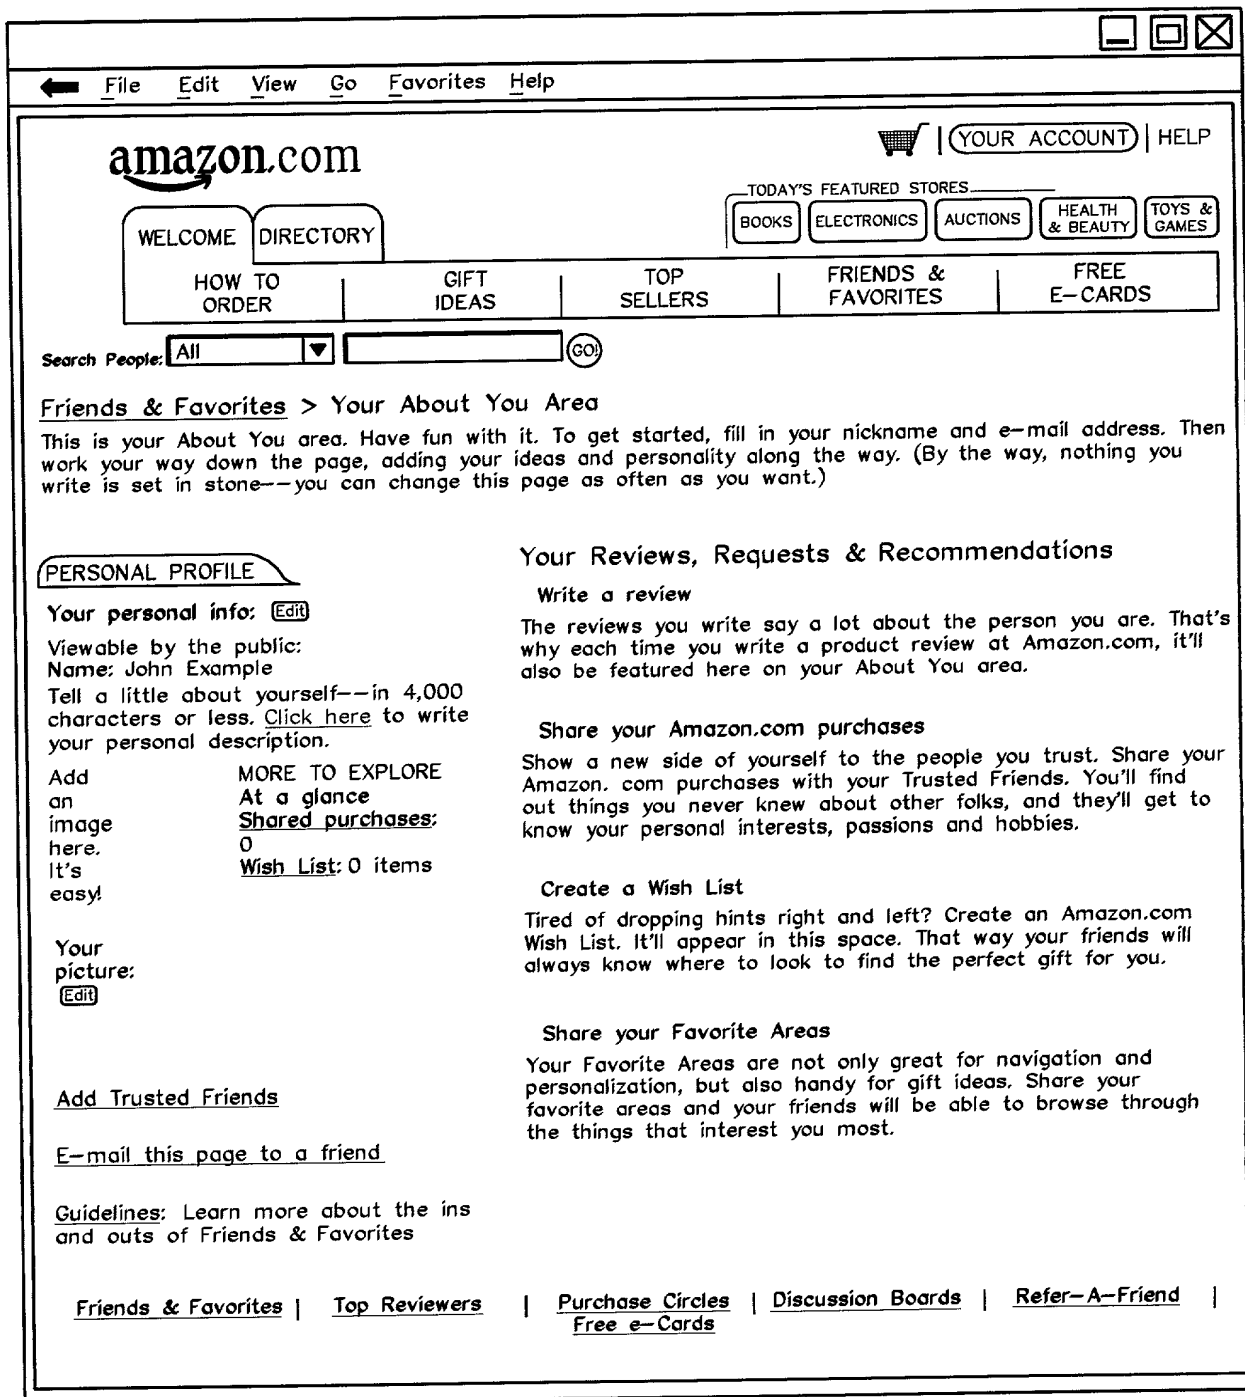 File Edit View Go Favorites Help
amazon.com
YOUR ACCOUNT HELP
TODAY'S FEATURED STORES
BOOKS ELECTRONICS AUCTIONS HEALTH & BEAUTY TOYS & GAMES
WELCOME DIRECTORY
HOW TO ORDER
GIFT IDEAS
TOP SELLERS
FRIENDS & FAVORITES
FREE E-CARDS
Search People: All GO!
Friends & Favorites > Your About You Area
This is your About You area. Have fun with it. To get started, fill in your nickname and e-mail address. Then
work your way down the page, adding your ideas and personality along the way. (By the way, nothing you
write is set in stone--you can change this page as often as you want.)
PERSONAL PROFILE
Your personal info: Edit
Viewable by the public:
Name: John Example
Tell a little about yourself--in 4,000
characters or less. Click here to write
your personal description.
Add
an
image
here.
It's
easy!
MORE TO EXPLORE
At a glance
Shared purchases:
0
Wish List: 0 items
Your
picture:
Edit
Add Trusted Friends
E-mail this page to a friend
Guidelines: Learn more about the ins
and outs of Friends & Favorites
Your Reviews, Requests & Recommendations
Write a review
The reviews you write say a lot about the person you are. That's
why each time you write a product review at Amazon.com, it'll
also be featured here on your About You area.
Share your Amazon.com purchases
Show a new side of yourself to the people you trust. Share your
Amazon. com purchases with your Trusted Friends. You'll find
out things you never knew about other folks, and they'll get to
know your personal interests, passions and hobbies.
Create a Wish List
Tired of dropping hints right and left? Create an Amazon.com
Wish List. It'll appear in this space. That way your friends will
always know where to look to find the perfect gift for you.
Share your Favorite Areas
Your Favorite Areas are not only great for navigation and
personalization, but also handy for gift ideas. Share your
favorite areas and your friends will be able to browse through
the things that interest you most.
Friends & Favorites | Top Reviewers | Purchase Circles | Discussion Boards | Refer-A-Friend |
Free e-Cards